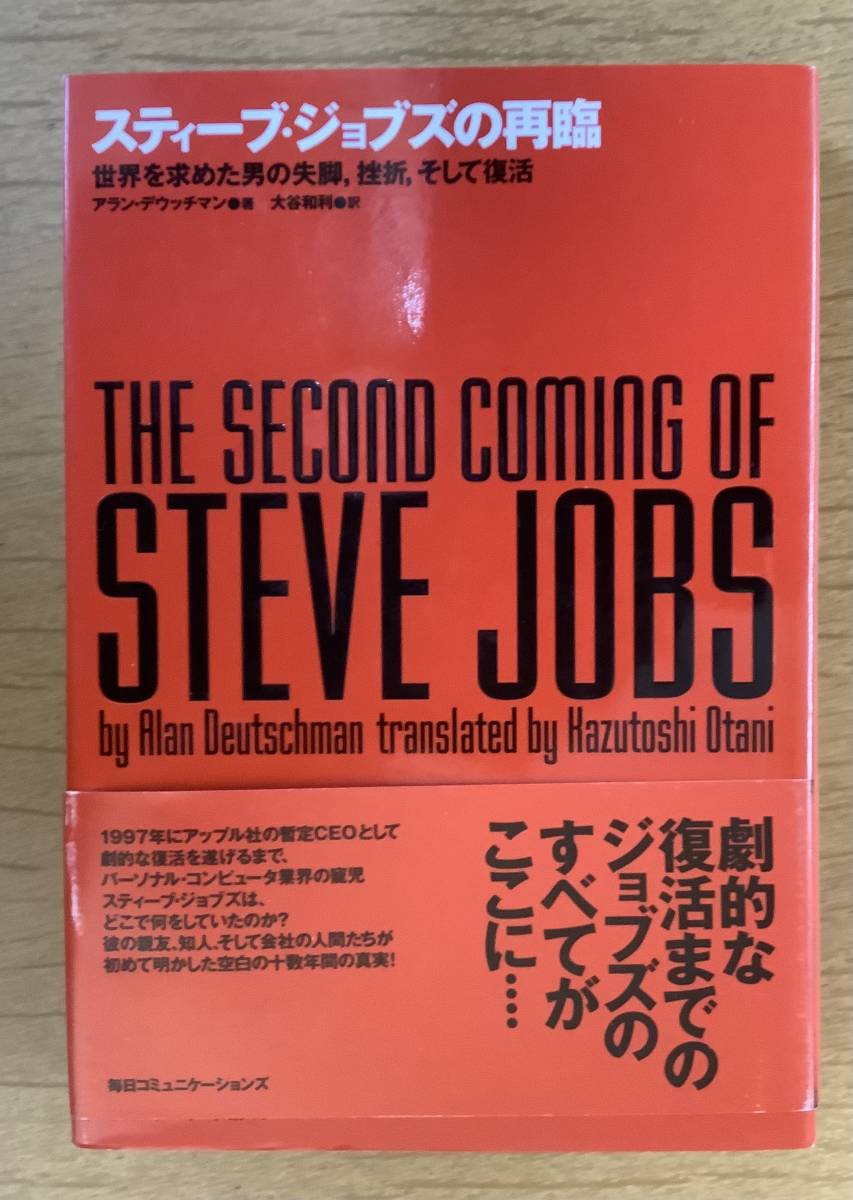 スティーブ・ジョブズの再臨
世界を求めた男の失脚,挫折,そして復活
アラン・デウッチマン●著 大谷和利●訳
THE SECOND COMING OF
STEVE JOBS
by Alan Deutschman translated by Kazutoshi Otani
1997年にアップル社の暫定CEOとして
劇的な復活を遂げるまで、
パーソナル・コンピュータ業界の寵児
スティーブ・ジョブズは、
どこで何をしていたのか?
彼の親友、知人、そして会社の人間たちが
初めて明かした空白の十数年間の真実!
劇的な
復活までの
ジョブズの
すべてが
ここに……
毎日コミュニケーションズ